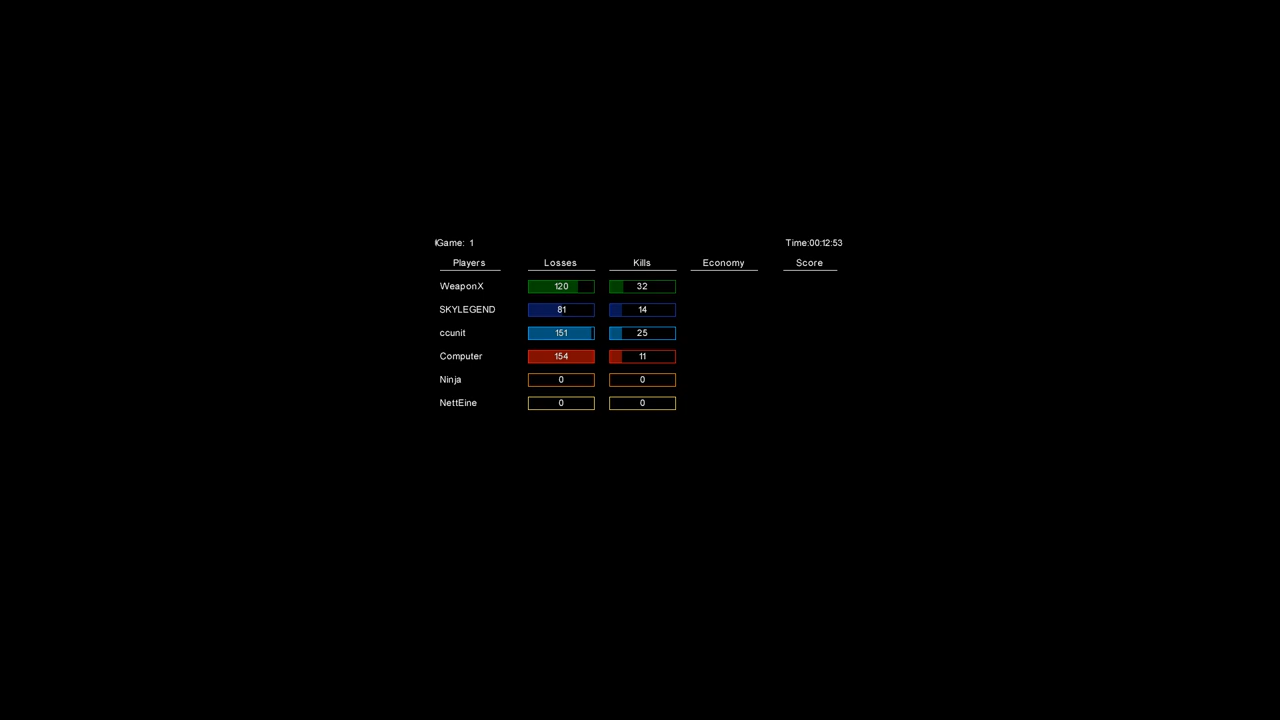 Game: 1 Time:00:12:53
Players Losses Kills Economy Score
WeaponX 120 32
SKYLEGEND 81 14
ccunit 151 25
Computer 154 11
Ninja 0 0
NettEine 0 0